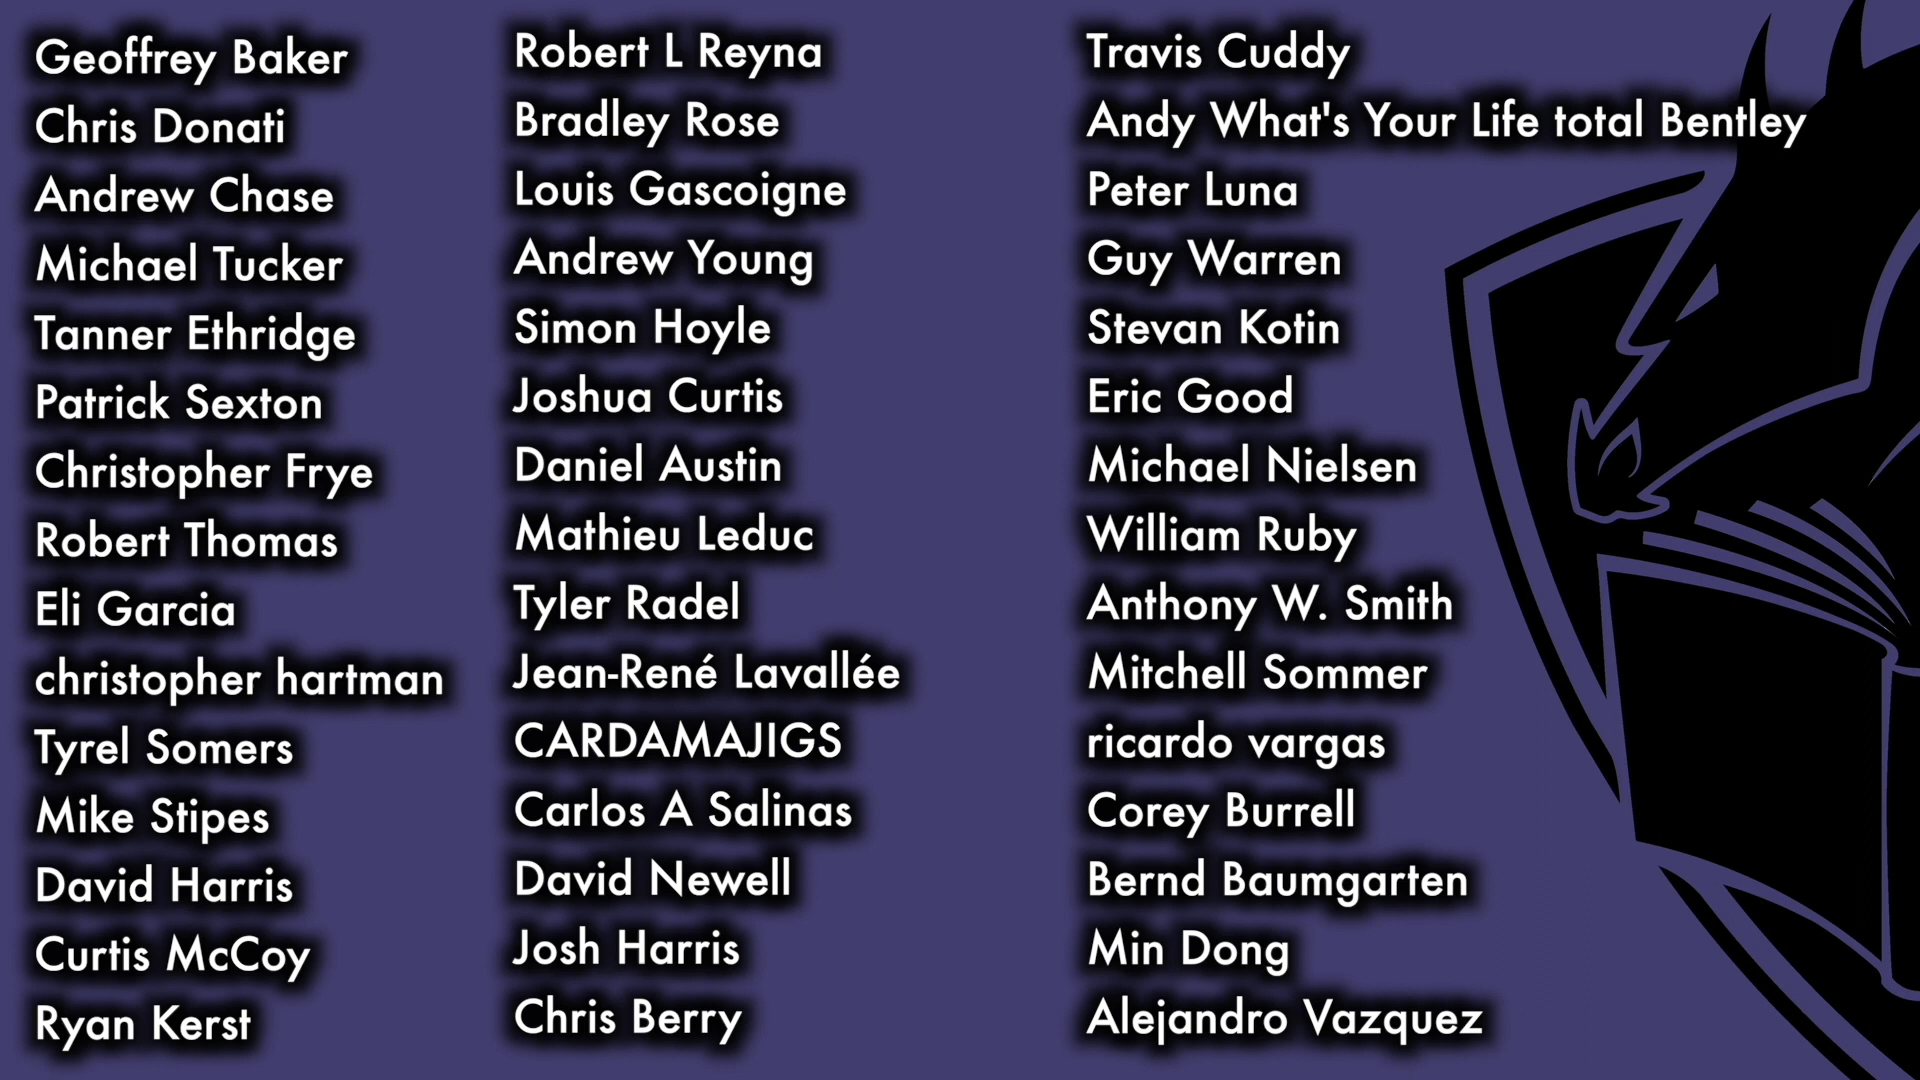 Geoffrey Baker
Chris Donati
Andrew Chase
Michael Tucker
Tanner Ethridge
Patrick Sexton
Christopher Frye
Robert Thomas
Eli Garcia
christopher hartman
Tyrel Somers
Mike Stipes
David Harris
Curtis McCoy
Ryan Kerst
Robert L Reyna
Bradley Rose
Louis Gascoigne
Andrew Young
Simon Hoyle
Joshua Curtis
Daniel Austin
Mathieu Leduc
Tyler Radel
Jean-René Lavallée
CARDAMAJIGS
Carlos A Salinas
David Newell
Josh Harris
Chris Berry
Travis Cuddy
Andy What's Your Life total Bentley
Peter Luna
Guy Warren
Stevan Kotin
Eric Good
Michael Nielsen
William Ruby
Anthony W. Smith
Mitchell Sommer
ricardo vargas
Corey Burrell
Bernd Baumgarten
Min Dong
Alejandro Vazquez